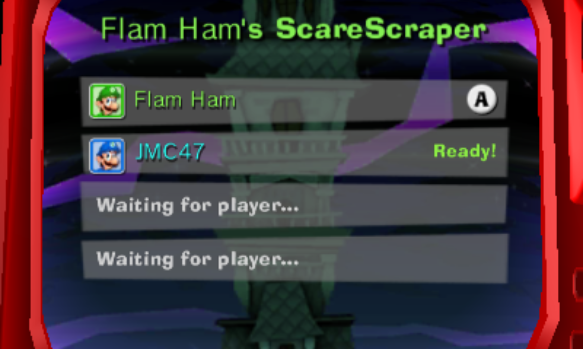 Flam Ham's ScareScraper
Flam Ham A
JMC47 Ready!
Waiting for player...
Waiting for player...